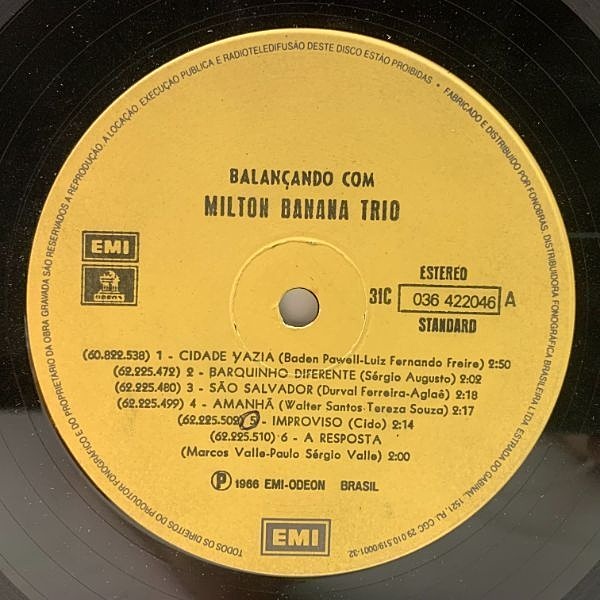 TODOS OS DIREITOS DO PRODUTOR FONOGRÁFICO E DO PROPRIETARIO DA OBRA GRAVADA SÃO RESERVADOS A REPRODUÇÃO, A LOCAÇÃO, EXECUÇÃO PUBLICA E RADIOTELEDIFUSÃO DESTE DISCO ESTÃO PROIBIDAS • FABRICADO E DISTRIBUIDO POR FONOBRAS, DISTRIBUIDORA FONOGRÁFICA BRASILEIRA LTDA. ESTRADA DO GABINAL, 1521, RJ, CGC 29.010.519/0001-32
BALANÇANDO COM
MILTON BANANA TRIO
EMI
ODEON
ESTEREO
31C 036 422046 A
STANDARD
(60.822.538) 1 - CIDADE VAZIA (Baden Pawell-Luiz Fernando Freire) 2:50
(62.225.472) 2 - BARQUINHO DIFERENTE (Sérgio Augusto) 2:02
(62.225.480) 3 - SÃO SALVADOR (Durval Ferreira-Aglaê) 2:18
(62.225.499) 4 - AMANHÃ (Walter Santos-Tereza Souza) 2:17
(62.225.502) 5 - IMPROVISO (Cido) 2:14
(62.225.510) 6 - A RESPOSTA
(Marcos Valle-Paulo Sérgio Valle) 2:00
Ⓟ 1966 EMI-ODEON BRASIL
EMI